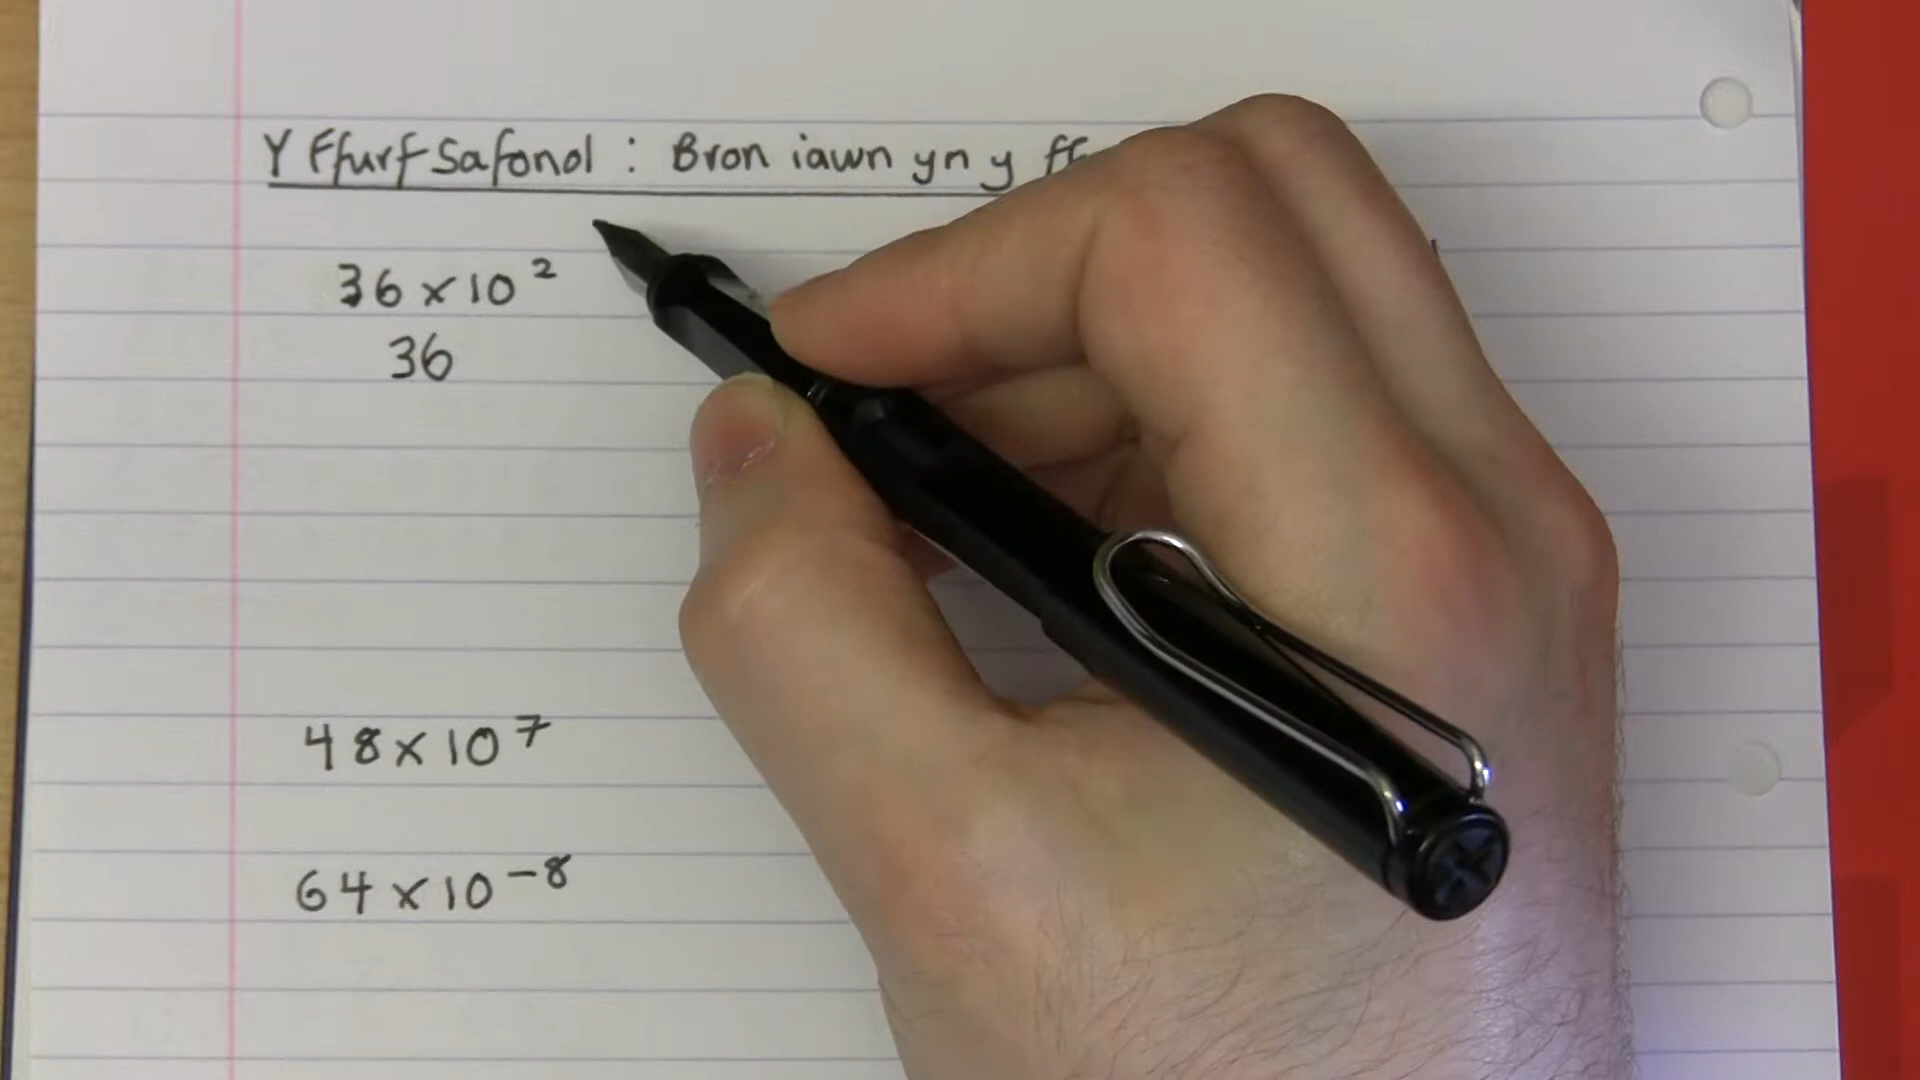 Y Ffurf Safonol : Bron iawn yn y
36 x 10²
36
48 x 10⁷
64 x 10⁻⁸